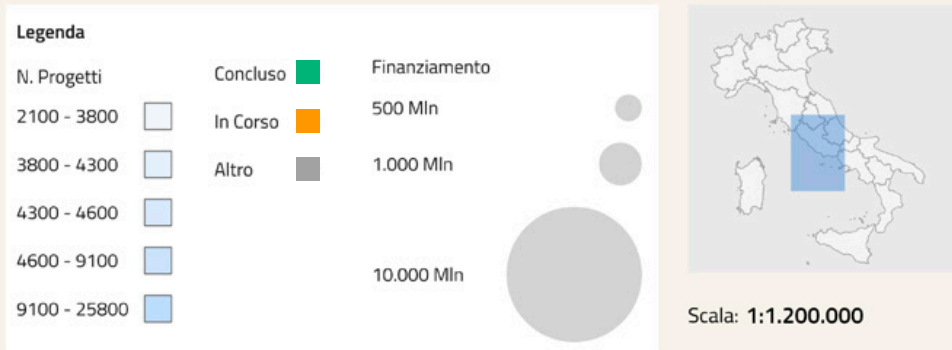 Legenda
N. Progetti
2100 - 3800
3800 - 4300
4300 - 4600
4600 - 9100
9100 - 25800
Concluso
In Corso
Altro
Finanziamento
500 Mln
1.000 Mln
10.000 Mln
Scala: 1:1.200.000